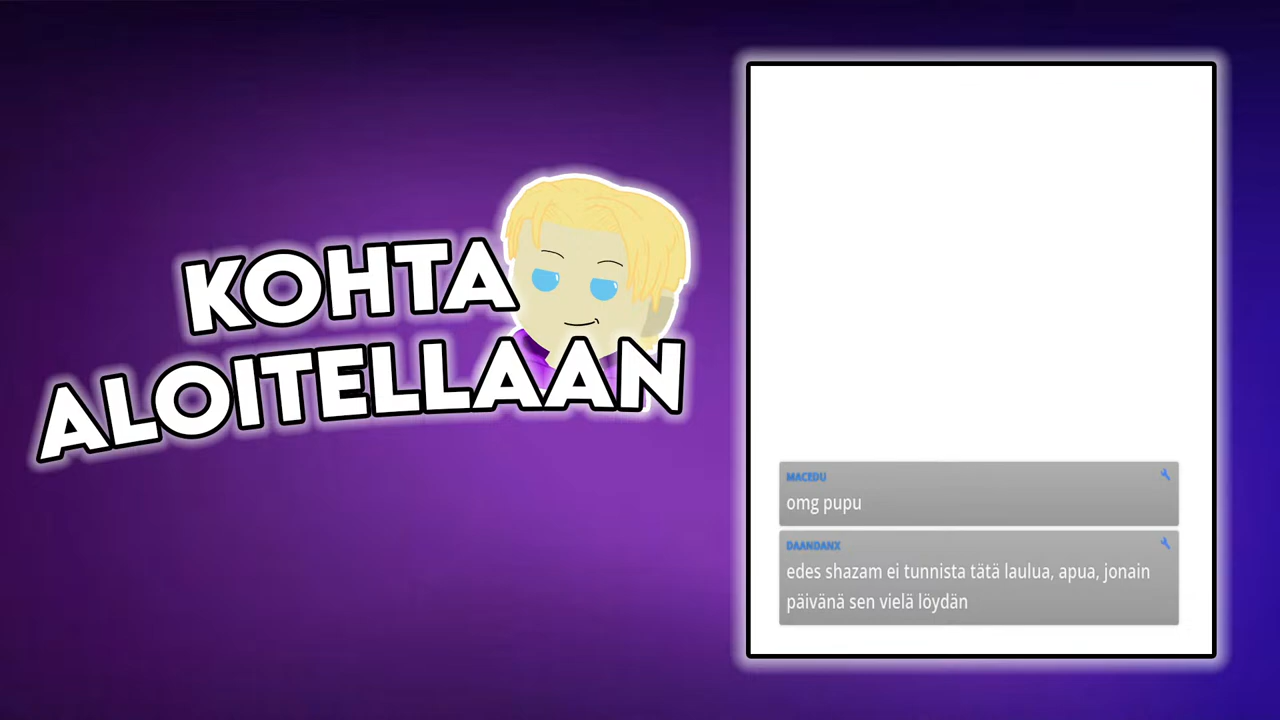 KOHTA
ALOITELLAAN
MACEDU
omg pupu
DAANDANX
edes shazam ei tunnista tätä laulua, apua, jonain
päivänä sen vielä löydän